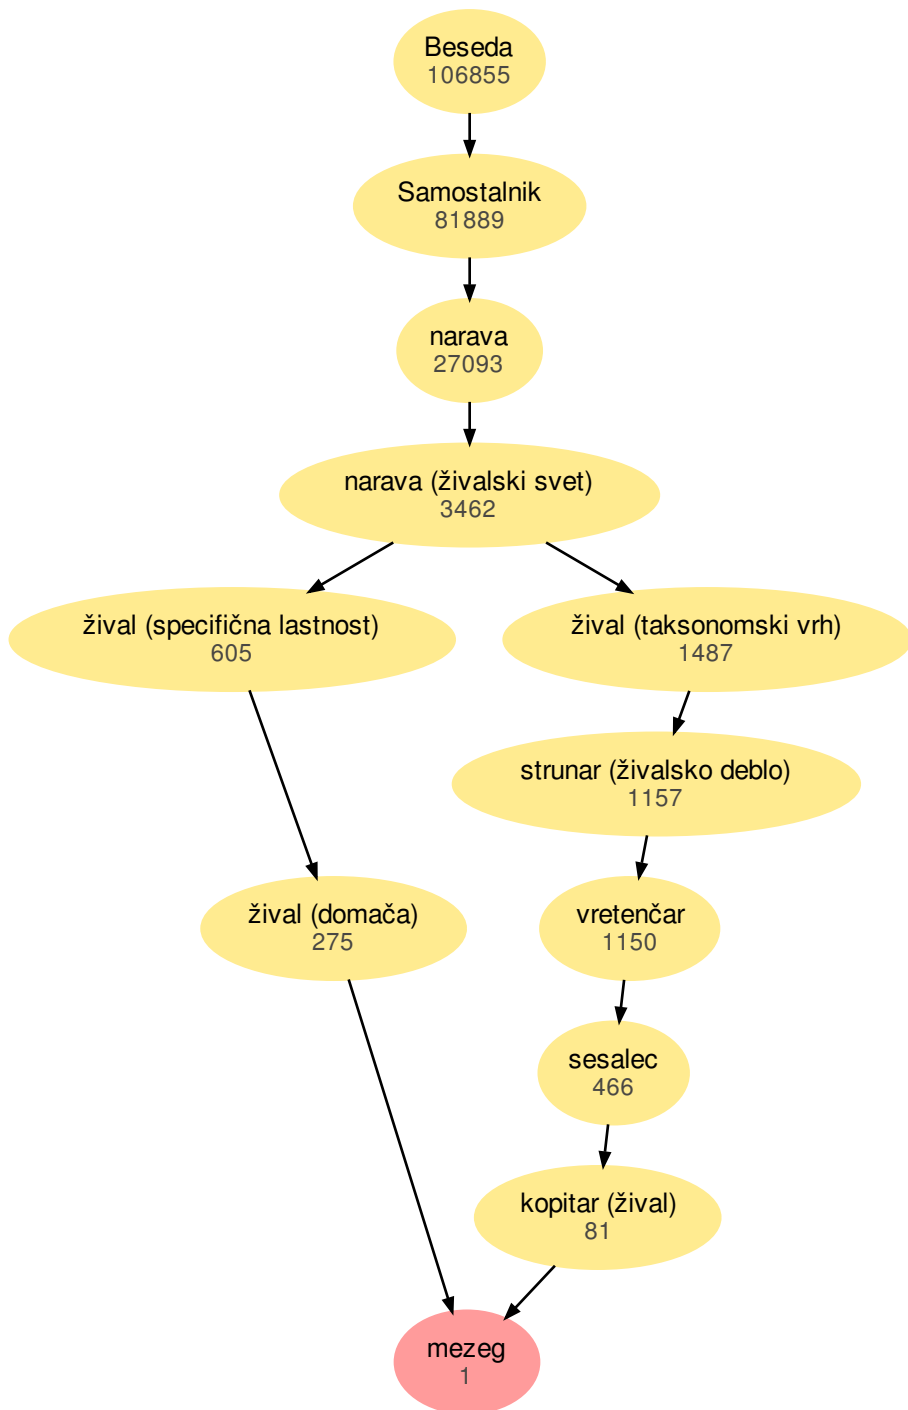 Beseda
106855
Samostalnik
81889
narava
27093
narava (živalski svet)
3462
žival (specifična lastnost)
605
žival (taksonomski vrh)
1487
strunar (živalsko deblo)
1157
žival (domača)
275
vretenčar
1150
sesalec
466
kopitar (žival)
81
mezeg
1